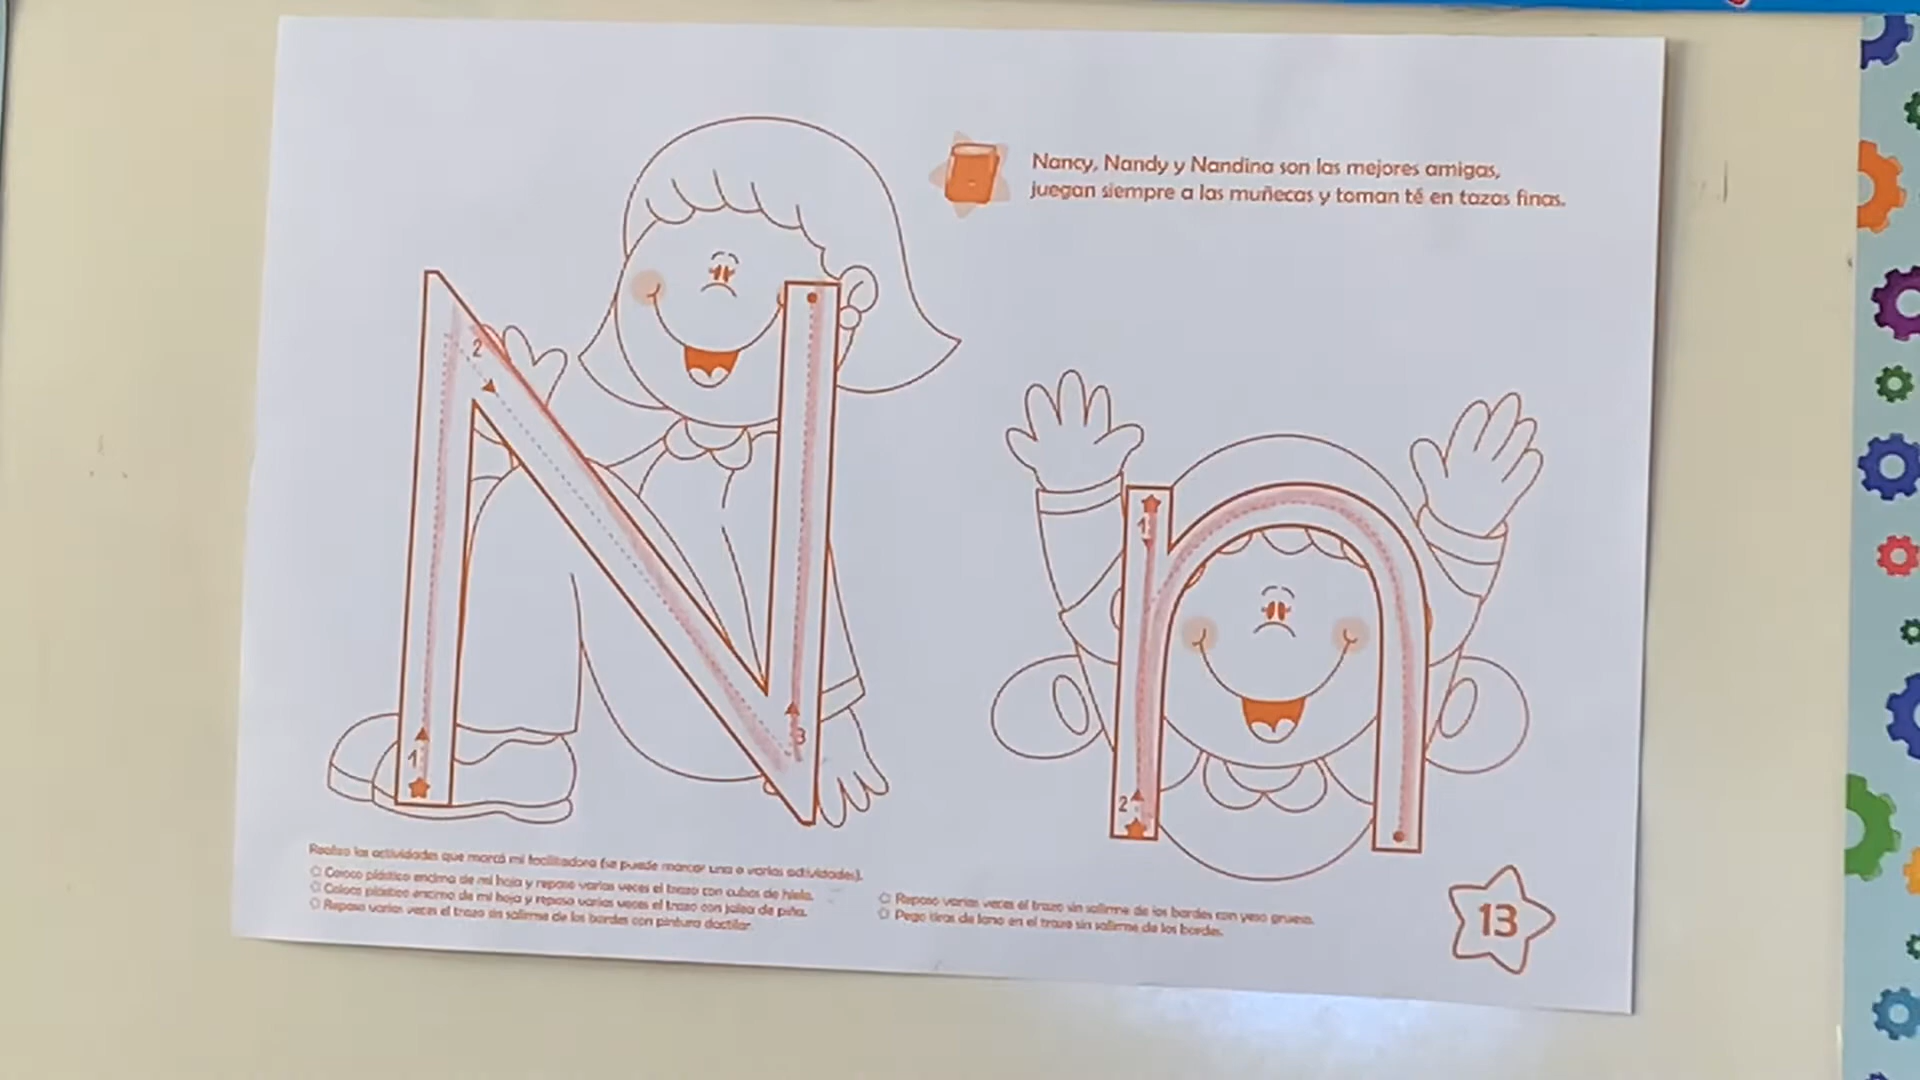 Nancy, Nandy y Nandina son las mejores amigas,
juegan siempre a las muñecas y toman té en tazas finas.
2
1
3
1
2
Realizo las actividades que marcó mi facilitadora (se puede marcar una o varias actividades).
Coloco plástico encima de mi hoja y repaso varias veces el trazo con cubos de hielo.
Coloco plástico encima de mi hoja y repaso varias veces el trazo con jalea de piña.
Repaso varias veces el trazo sin salirme de los bordes con pintura dactilar.
Repaso varias veces el trazo sin salirme de los bordes con yeso grueso.
Pego tiras de lana en el trazo sin salirme de los bordes.
13